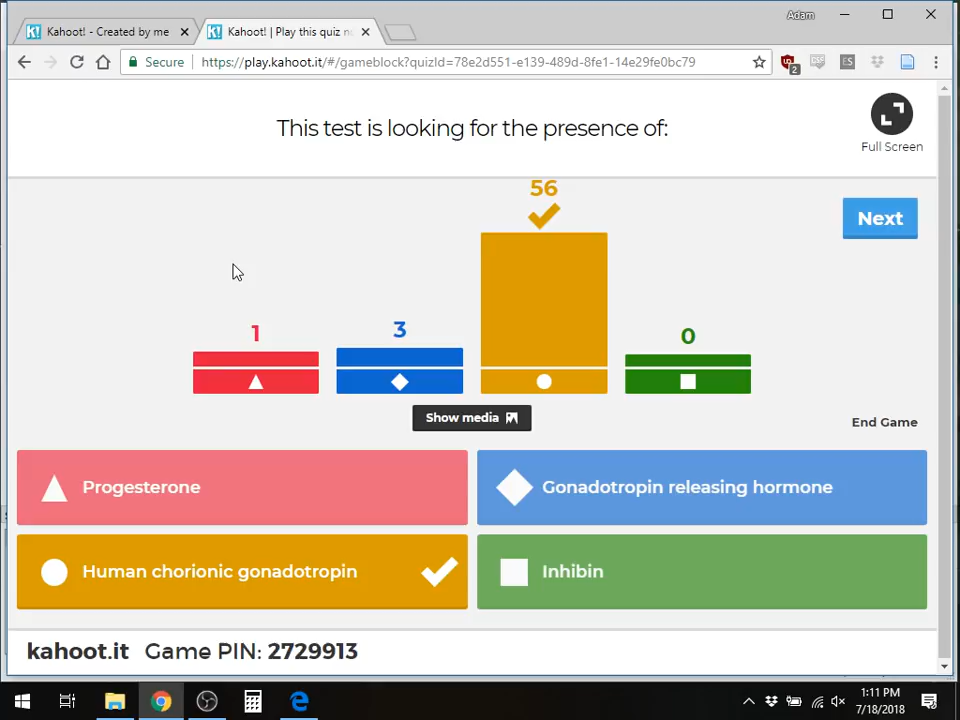 Adam
Kahoot! - Created by me
Kahoot! | Play this quiz n
Secure
https://play.kahoot.it/#/gameblock?quizId=78e2d551-e139-489d-8fe1-14e29fe0bc79
2
ES
This test is looking for the presence of:
Full Screen
56
Next
1
3
0
Show media
End Game
Progesterone
Gonadotropin releasing hormone
Human chorionic gonadotropin
Inhibin
kahoot.it Game PIN: 2729913
1:11 PM
7/18/2018